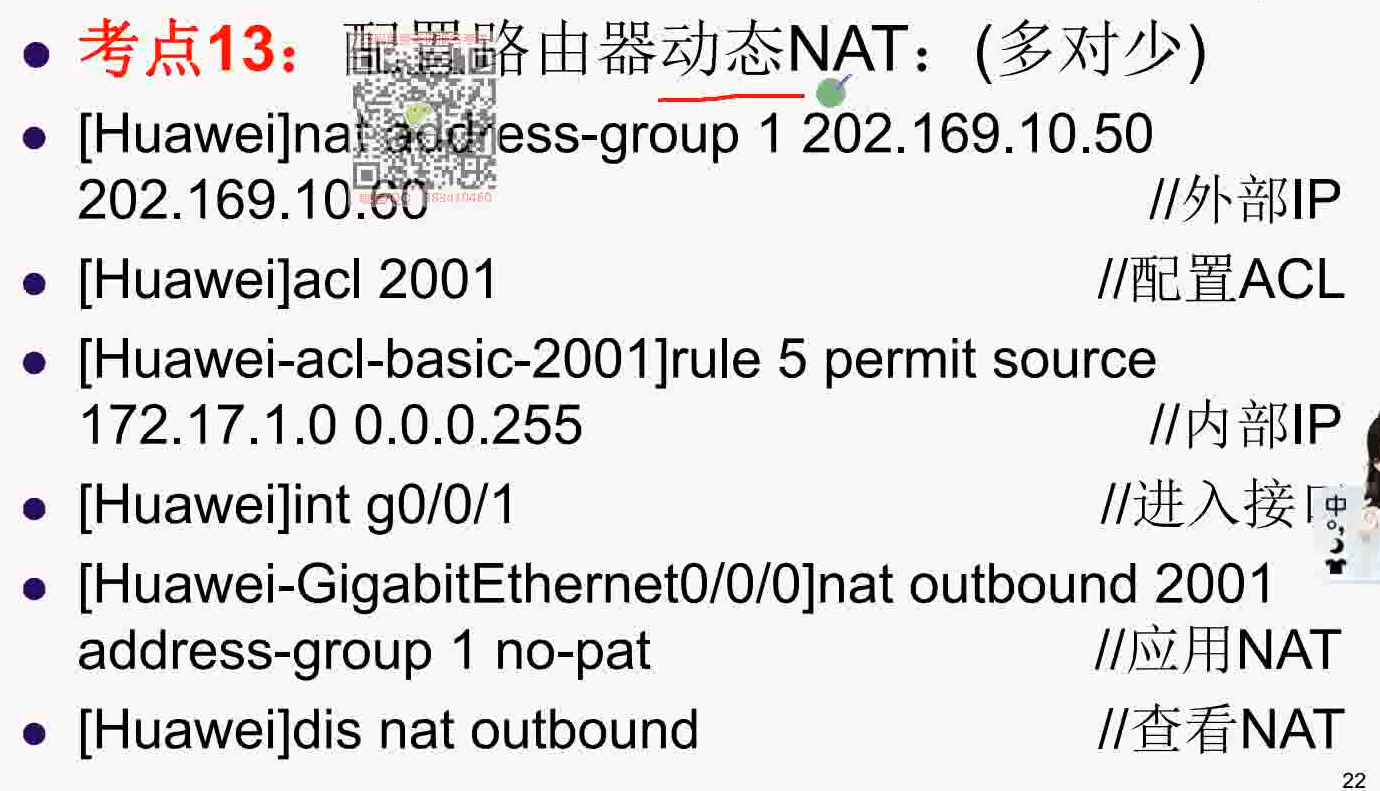 考点13：配置路由器动态NAT：(多对少)
[Huawei]nat address-group 1 202.169.10.50
202.169.10.60 //外部IP
[Huawei]acl 2001 //配置ACL
[Huawei-acl-basic-2001]rule 5 permit source
172.17.1.0 0.0.0.255 //内部IP
[Huawei]int g0/0/1 //进入接口
[Huawei-GigabitEthernet0/0/0]nat outbound 2001
address-group 1 no-pat //应用NAT
[Huawei]dis nat outbound //查看NAT
中
22